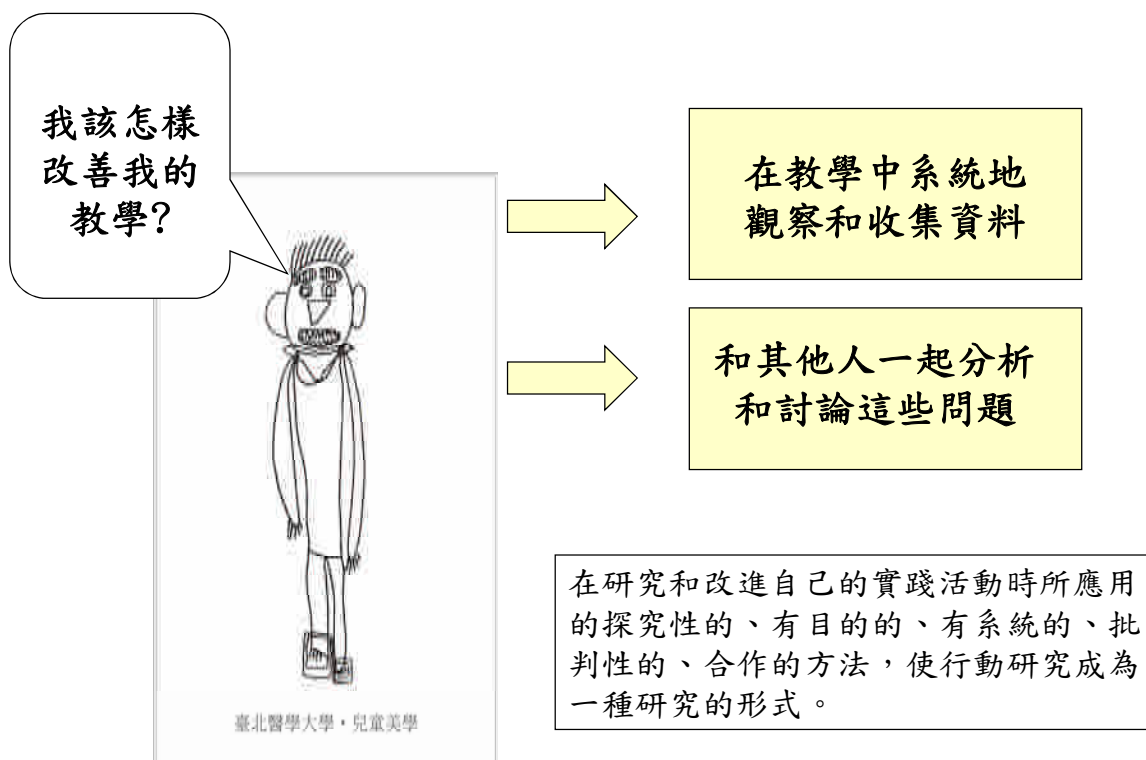 我該怎樣
改善我的
教學?
在教學中系統地
觀察和收集資料
和其他人一起分析
和討論這些問題
在研究和改進自己的實踐活動時所應用
的探究性的、有目的的、有系統的、批
判性的、合作的方法，使行動研究成為
一種研究的形式。
臺北醫學大學・兒童美學